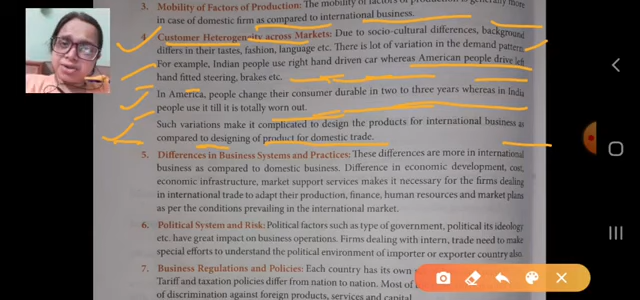 3. Mobility of Factors of Production: The mobility of factors of production is generally more
in case of domestic firm as compared to international business.
4. Customer Heterogeneity across Markets: Due to socio-cultural differences, background
differs in their tastes, fashion, language etc. There is lot of variation in the demand pattern.
For example, Indian people use right hand driven car whereas American people drive left
hand fitted steering, brakes etc.
In America, people change their consumer durable in two to three years whereas in India
people use it till it is totally worn out.
Such variations make it complicated to design the products for international business as
compared to designing of product for domestic trade.
5. Differences in Business Systems and Practices: These differences are more in international
business as compared to domestic business. Difference in economic development, cost,
economic infrastructure, market support services makes it necessary for the firms dealing
in international trade to adapt their production, finance, human resources and market plans
as per the conditions prevailing in the international market.
6. Political System and Risk: Political factors such as type of government, political its ideology
etc. have great impact on business operations. Firms dealing with intern, trade need to make
special efforts to understand the political environment of importer or exporter country also.
7. Business Regulations and Policies: Each country has its own
Tariff and taxation policies differ from nation to nation. Most of
of discrimination against foreign products, services and capital.